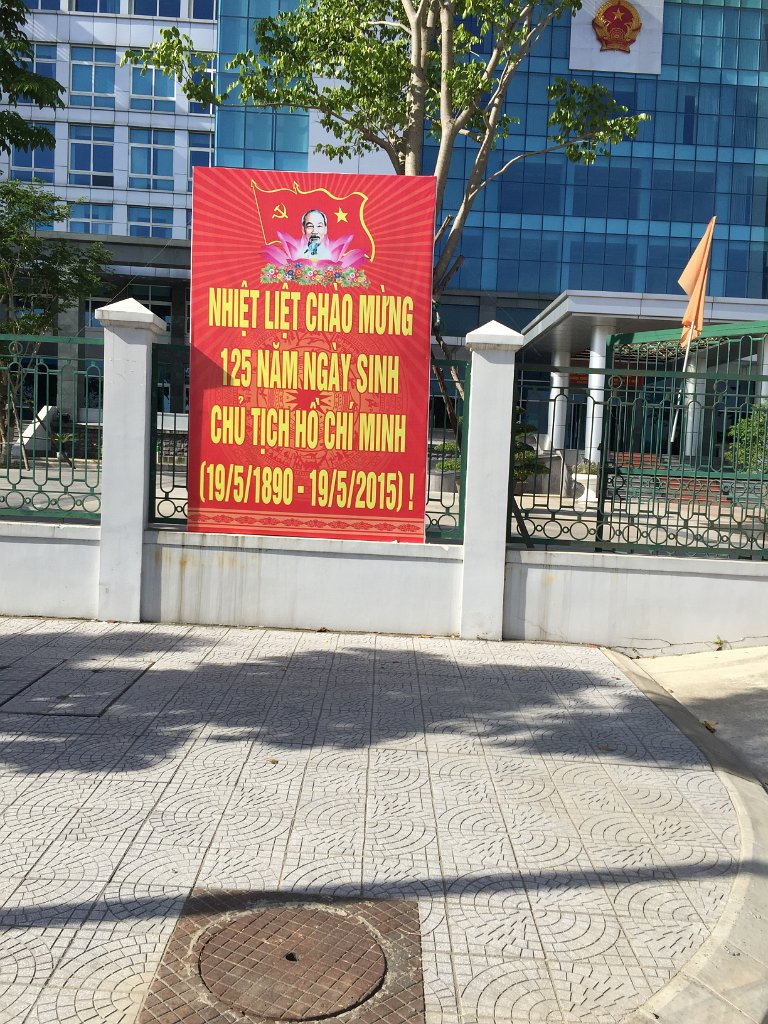 NHIỆT LIỆT CHÀO MỪNG
125 NĂM NGÀY SINH
CHỦ TỊCH HỒ CHÍ MINH
(19/5/1890 - 19/5/2015) !